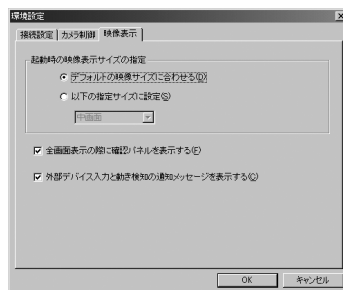 環境設定
接続設定 カメラ制御 映像表示
起動時の映像表示サイズの指定
デフォルトの映像サイズに合わせる(D)
以下の指定サイズに設定(S)
中画面
全画面表示の際に確認パネルを表示する(F)
外部デバイス入力と動き検知の通知メッセージを表示する(C)
OK キャンセル